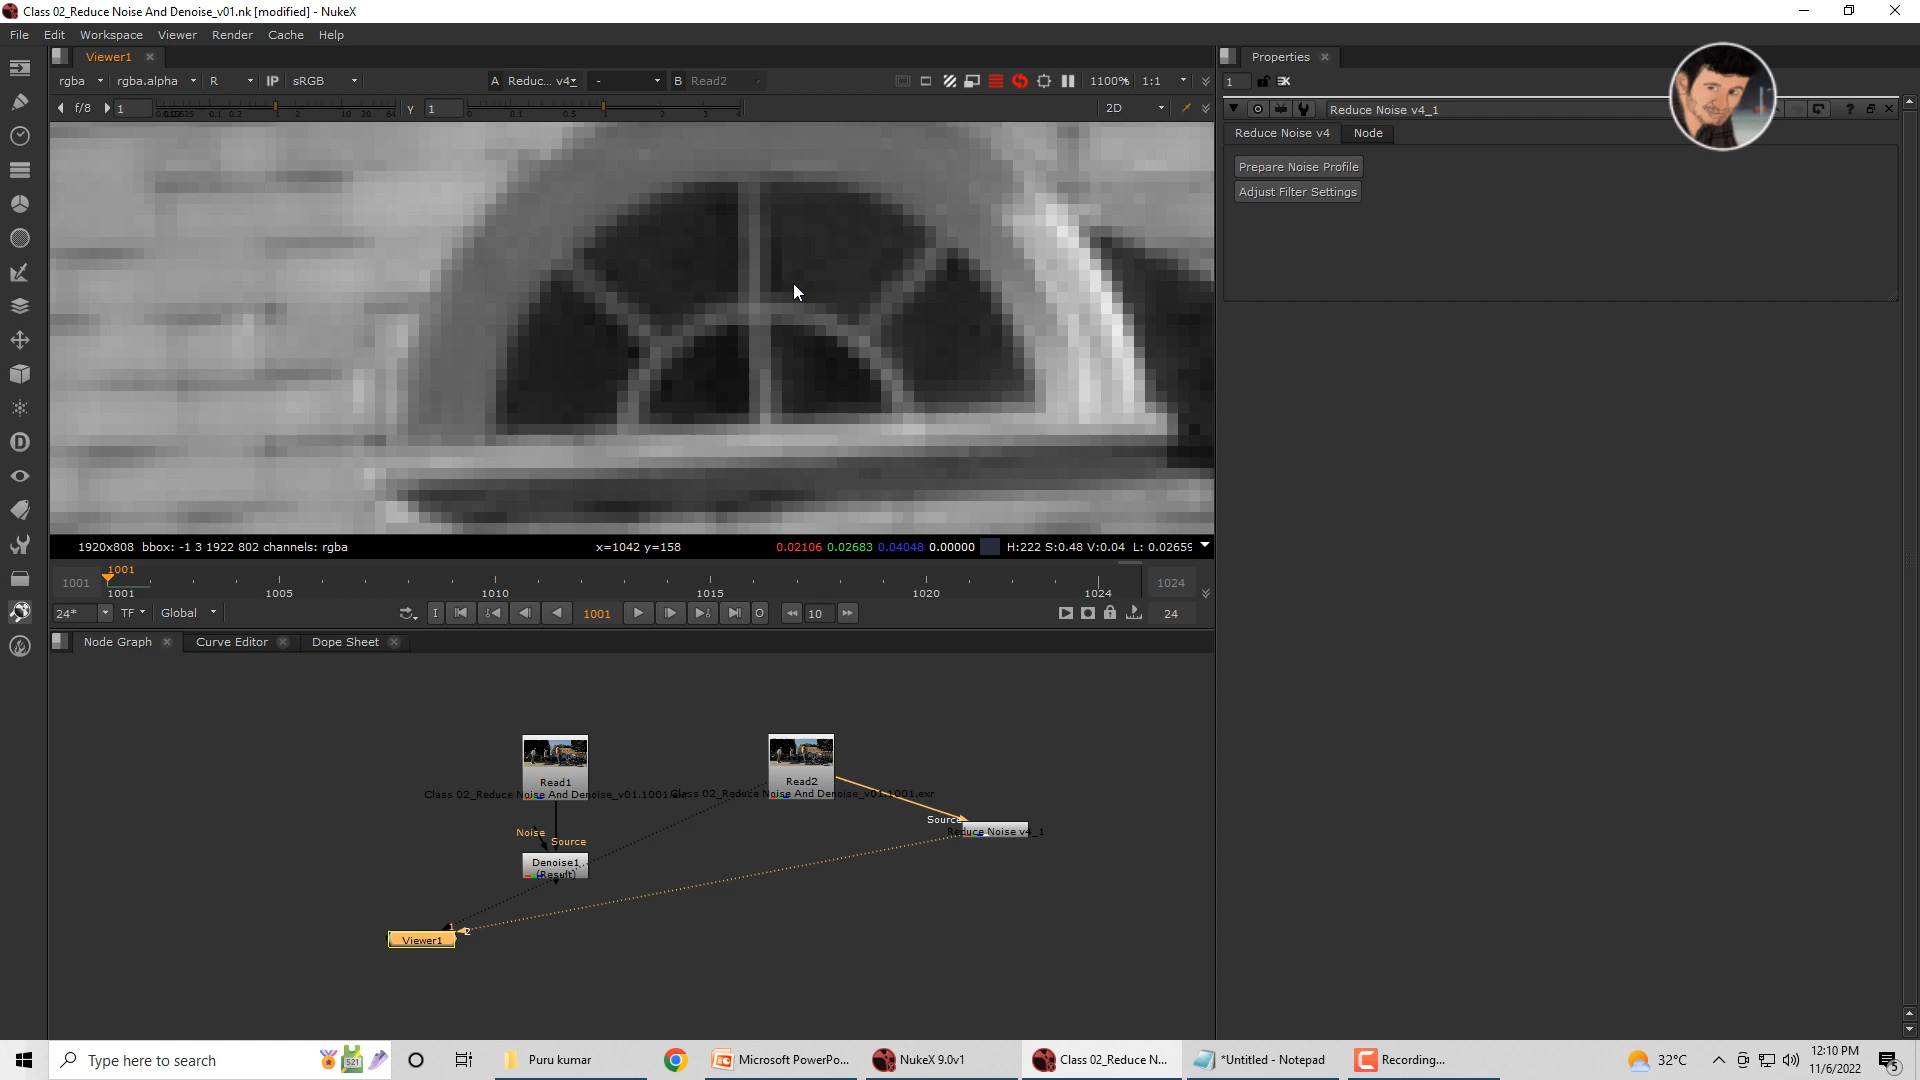 Class 02_Reduce Noise And Denoise_v01.nk [modified] - NukeX
File Edit Workspace Viewer Render Cache Help
Viewer1
Properties
rgba rgba.alpha R IP sRGB A Reduc... v4 - B Read2 1100% 1:1
1
f/8 1 Y 1 2D
Reduce Noise v4_1
Reduce Noise v4 Node
Prepare Noise Profile
Adjust Filter Settings
1920x808 bbox: -1 3 1922 802 channels: rgba x=1042 y=158 0.02106 0.02683 0.04048 0.00000 H:222 S:0.48 V:0.04 L: 0.02659
1001
1001 1024
1001 1005 1010 1015 1020 1024
24* TF Global I 1001 O 10 24
Node Graph Curve Editor Dope Sheet
Read1
Class 02_Reduce Noise And Denoise_v01.1001.exr
Read2
Class 02_Reduce Noise And Denoise_v01.1001.exr
Source
Reduce Noise v4_1
Noise
Source
Denoise1
(Result)
1
2
Viewer1
Type here to search
521
Puru kumar
Microsoft PowerPo...
NukeX 9.0v1
Class 02_Reduce N...
*Untitled - Notepad
Recording...
32°C
12:10 PM
11/6/2022
5